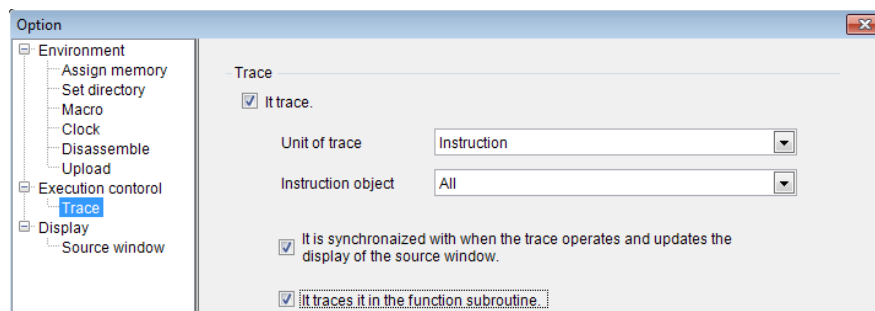 Option
Environment
Assign memory
Set directory
Macro
Clock
Disassemble
Upload
Execution contorol
Trace
Display
Source window
Trace
It trace.
Unit of trace Instruction
Instruction object All
It is synchronaized with when the trace operates and updates the
display of the source window.
It traces it in the function subroutine.